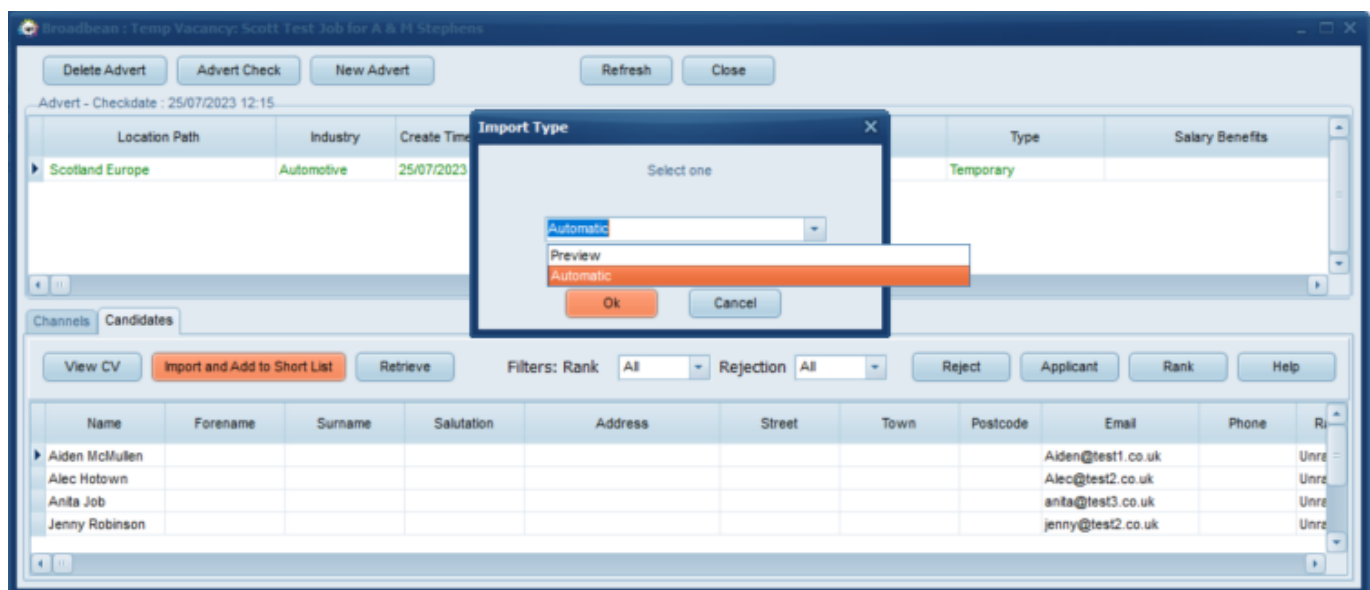 Broadbean : Temp Vacancy: Scott Test Job for A & M Stephens
Delete Advert Advert Check New Advert Refresh Close
Advert - Checkdate : 25/07/2023 12:15
Location Path Industry Create Time Type Salary Benefits
Scotland Europe Automotive 25/07/2023 Temporary
Import Type
Select one
Automatic
Preview
Automatic
Ok Cancel
Channels Candidates
View CV Import and Add to Short List Retrieve Filters: Rank All Rejection All Reject Applicant Rank Help
Name Forename Surname Salutation Address Street Town Postcode Email Phone Ra
Aiden McMullen Aiden@test1.co.uk Unra
Alec Hotown Alec@test2.co.uk Unra
Anita Job anita@test3.co.uk Unra
Jenny Robinson jenny@test2.co.uk Unra